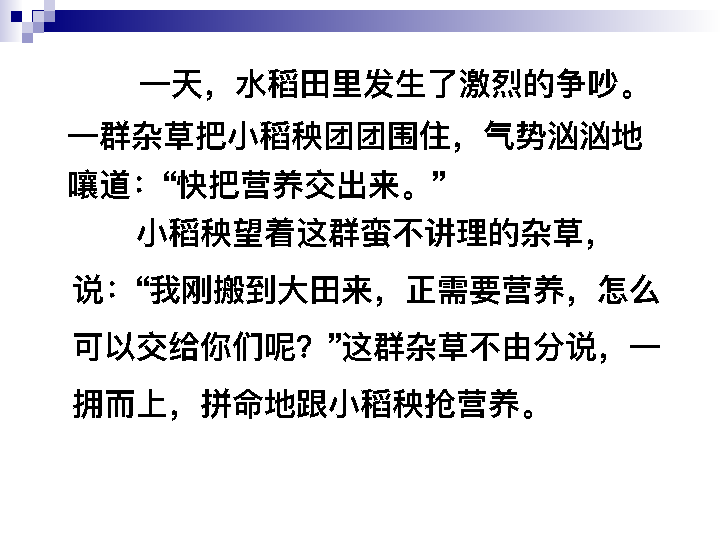 一天，水稻田里发生了激烈的争吵。
一群杂草把小稻秧团团围住，气势汹汹地
嚷道：“快把营养交出来。”
小稻秧望着这群蛮不讲理的杂草，
说：“我刚搬到大田来，正需要营养，怎么
可以交给你们呢？”这群杂草不由分说，一
拥而上，拼命地跟小稻秧抢营养。